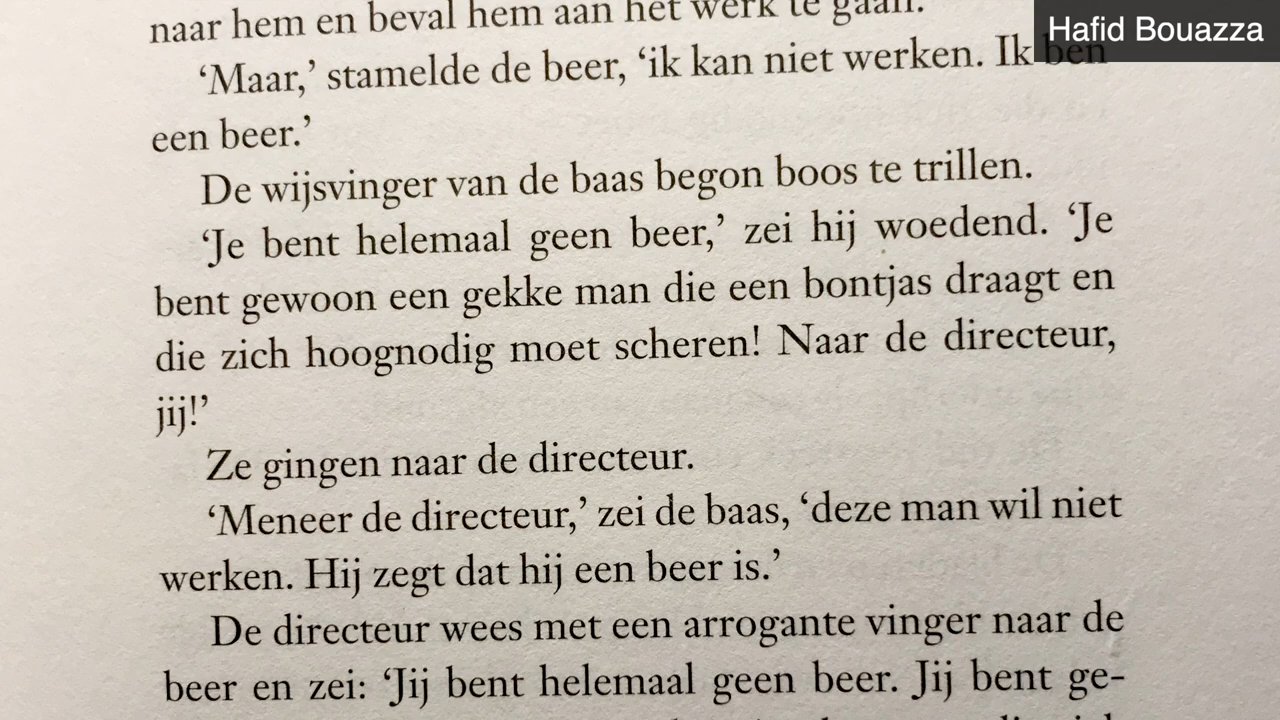 Hafid Bouazza
naar hem en beval hem aan het werk te gaan.
‘Maar,’ stamelde de beer, ‘ik kan niet werken. Ik ben
een beer.’
De wijsvinger van de baas begon boos te trillen.
‘Je bent helemaal geen beer,’ zei hij woedend. ‘Je
bent gewoon een gekke man die een bontjas draagt en
die zich hoognodig moet scheren! Naar de directeur,
jij!’
Ze gingen naar de directeur.
‘Meneer de directeur,’ zei de baas, ‘deze man wil niet
werken. Hij zegt dat hij een beer is.’
De directeur wees met een arrogante vinger naar de
beer en zei: ‘Jij bent helemaal geen beer. Jij bent ge-